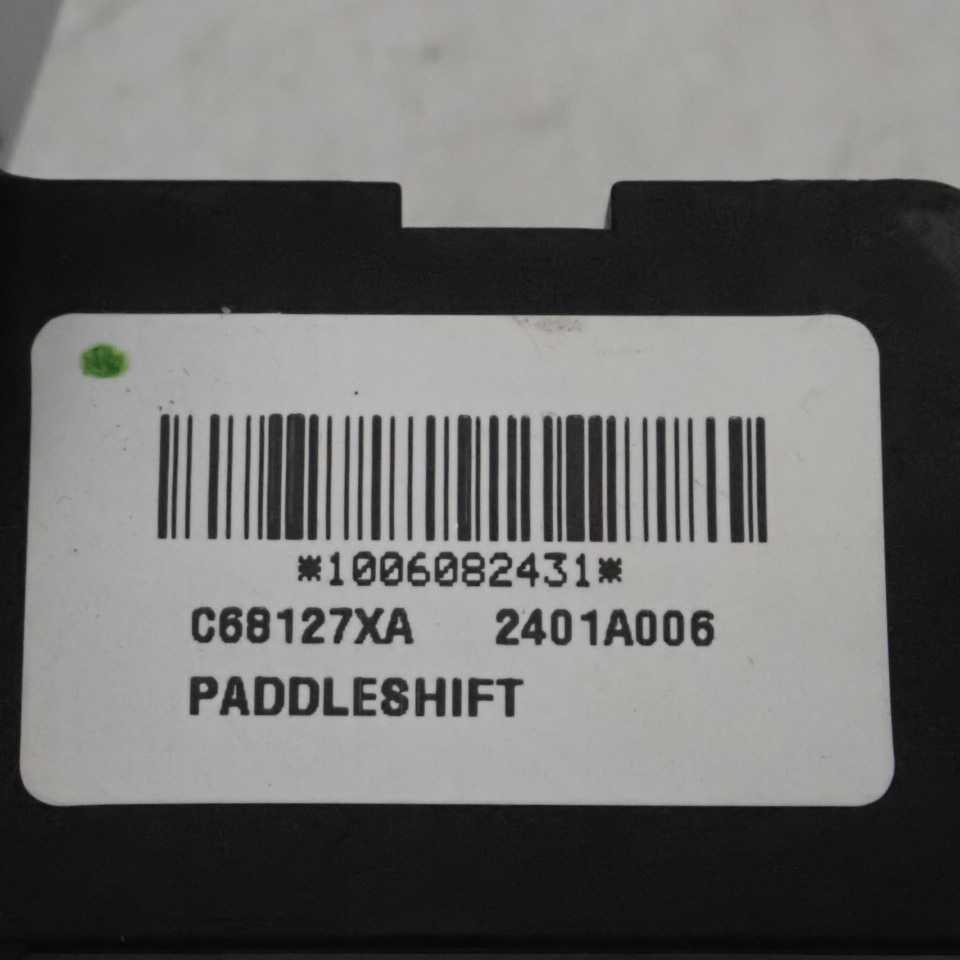 *1006082431*
C68127XA 2401A006
PADDLESHIFT